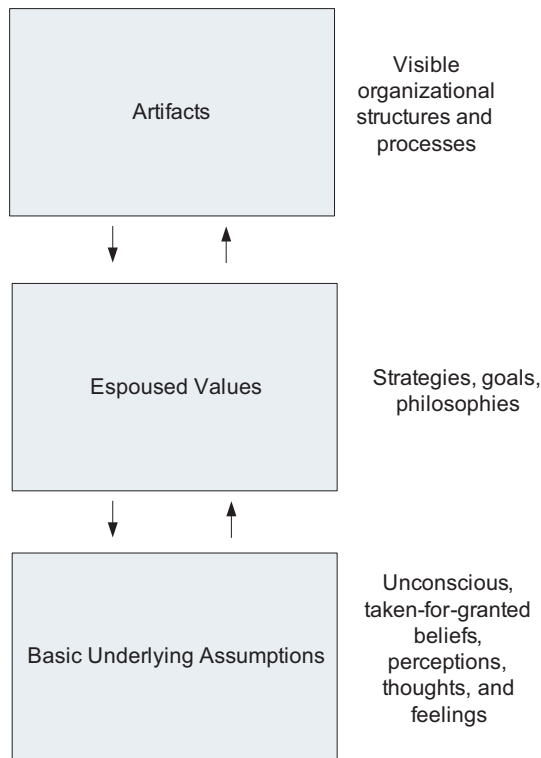 Artifacts
Visible
organizational
structures and
processes
Espoused Values
Strategies, goals,
philosophies
Basic Underlying Assumptions
Unconscious,
taken-for-granted
beliefs,
perceptions,
thoughts, and
feelings